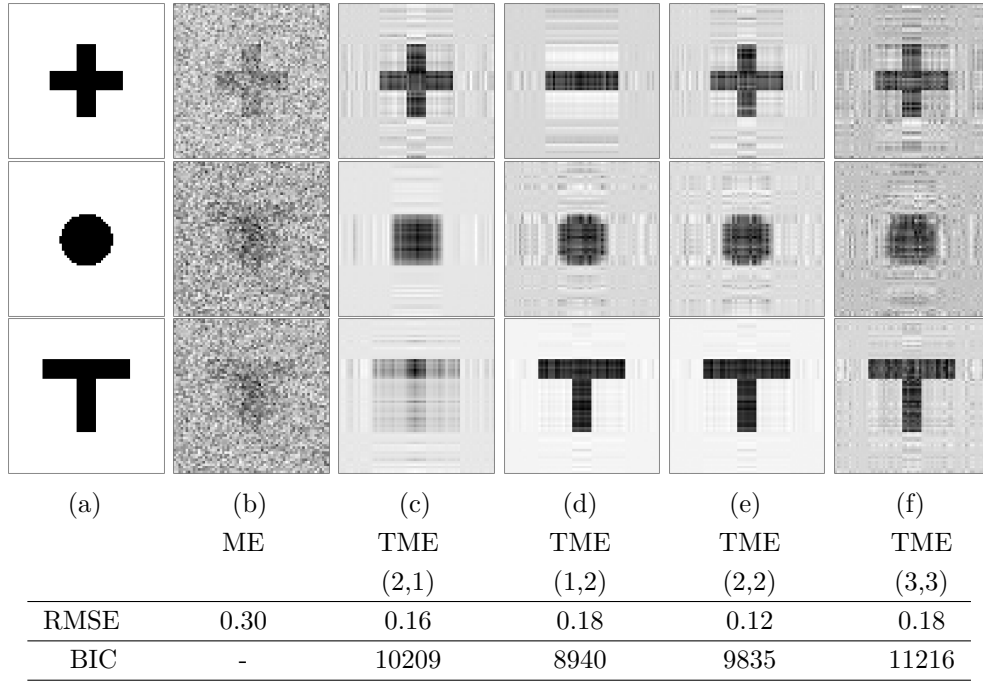 (a) (b) (c) (d) (e) (f)
ME TME TME TME TME
(2,1) (1,2) (2,2) (3,3)
RMSE 0.30 0.16 0.18 0.12 0.18
BIC - 10209 8940 9835 11216